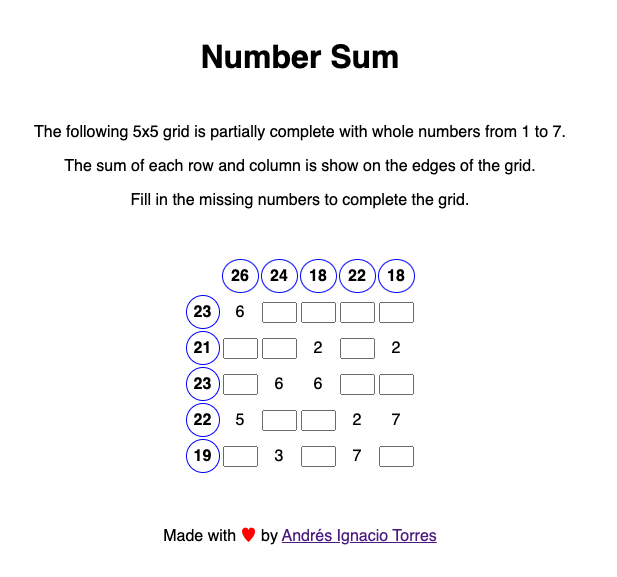 Number Sum
The following 5x5 grid is partially complete with whole numbers from 1 to 7.
The sum of each row and column is show on the edges of the grid.
Fill in the missing numbers to complete the grid.
26 24 18 22 18
23 6
21 2 2
23 6 6
22 5 2 7
19 3 7
Made with ♥ by Andrés Ignacio Torres